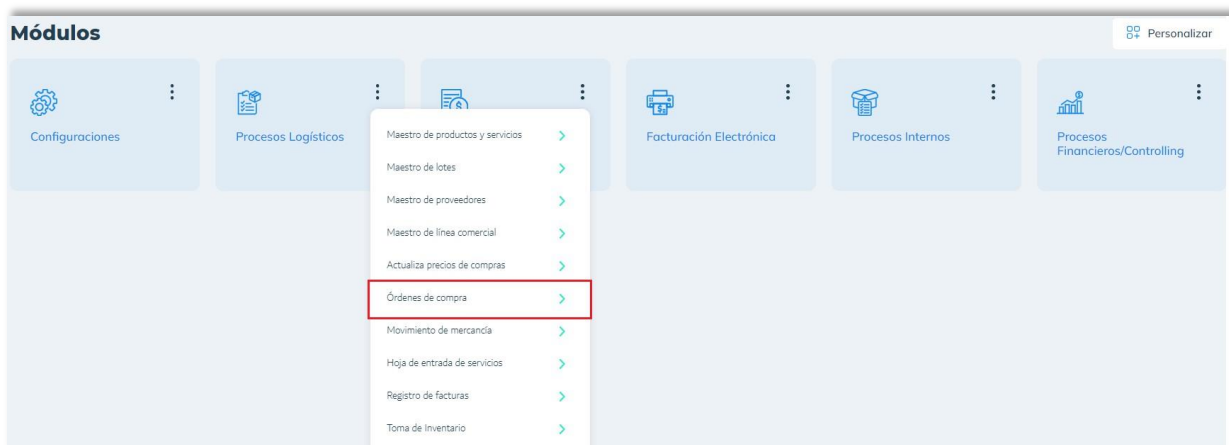 Módulos
Personalizar
Configuraciones
Procesos Logísticos
Facturación Electrónica
Procesos Internos
Procesos
Financieros/Controlling
Maestro de productos y servicios
Maestro de lotes
Maestro de proveedores
Maestro de línea comercial
Actualiza precios de compras
Órdenes de compra
Movimiento de mercancía
Hoja de entrada de servicios
Registro de facturas
Toma de Inventario